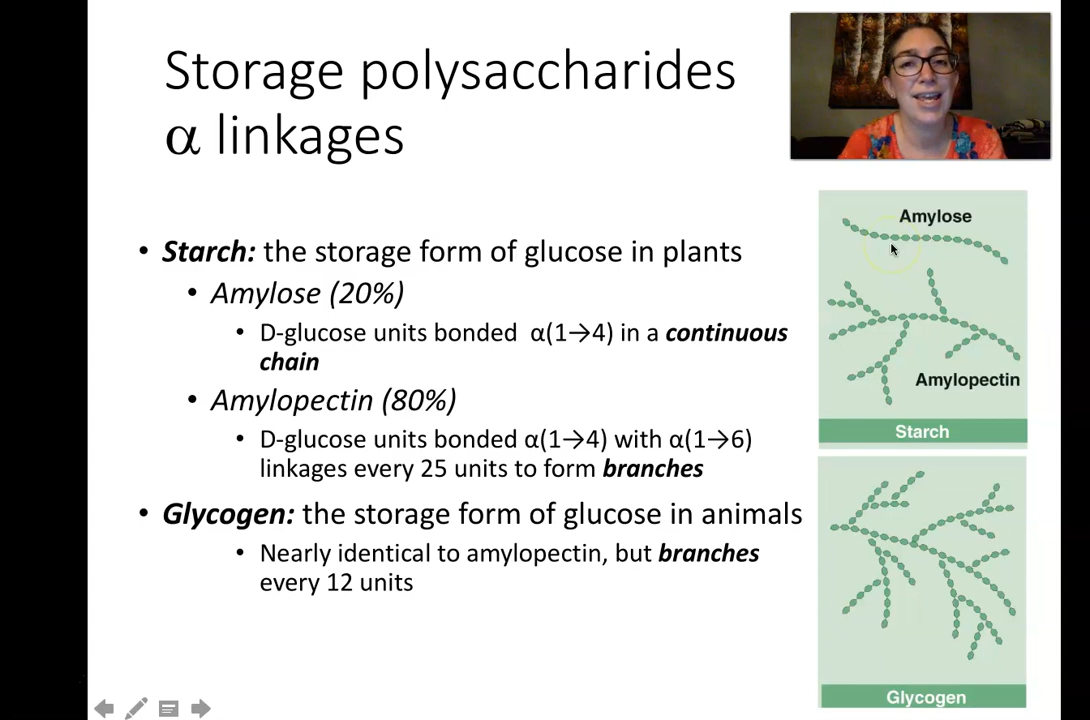 Storage polysaccharides
α linkages
• Starch: the storage form of glucose in plants
• Amylose (20%)
• D-glucose units bonded α(1→4) in a continuous
chain
• Amylopectin (80%)
• D-glucose units bonded α(1→4) with α(1→6)
linkages every 25 units to form branches
• Glycogen: the storage form of glucose in animals
• Nearly identical to amylopectin, but branches
every 12 units
Amylose
Amylopectin
Starch
Glycogen